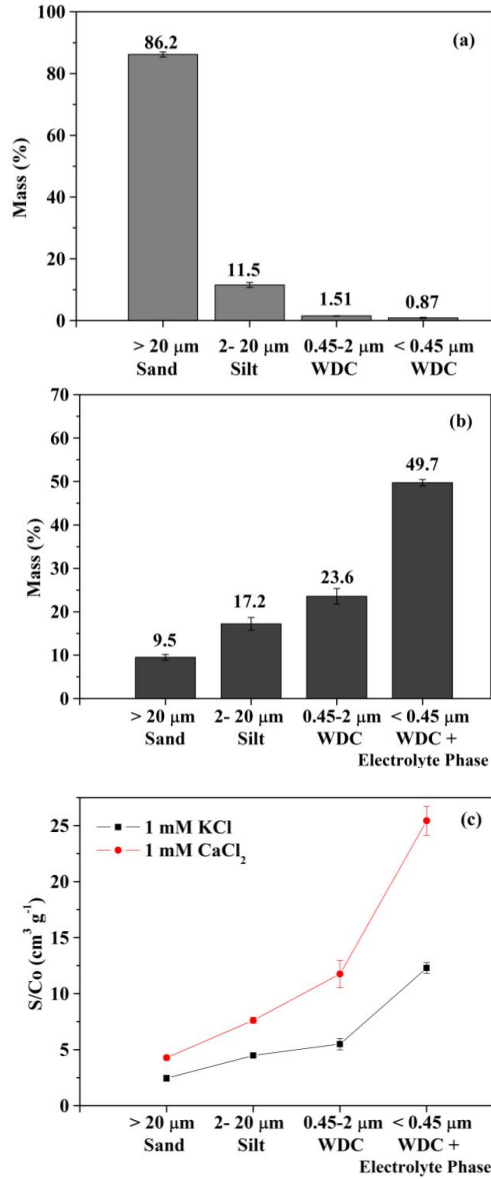 100
(a)
86.2
80
60
Mass (%)
40
20
11.5
1.51
0.87
0
> 20 μm
Sand
2- 20 μm
Silt
0.45-2 μm
WDC
< 0.45 μm
WDC
70
(b)
60
49.7
50
40
Mass (%)
30
23.6
20
17.2
10
9.5
0
> 20 μm
Sand
2- 20 μm
Silt
0.45-2 μm
WDC
< 0.45 μm
WDC +
Electrolyte Phase
25
1 mM KCl
(c)
1 mM CaCl₂
20
15
S/Co (cm³ g⁻¹)
10
5
0
> 20 μm
Sand
2- 20 μm
Silt
0.45-2 μm
WDC
< 0.45 μm
WDC +
Electrolyte Phase